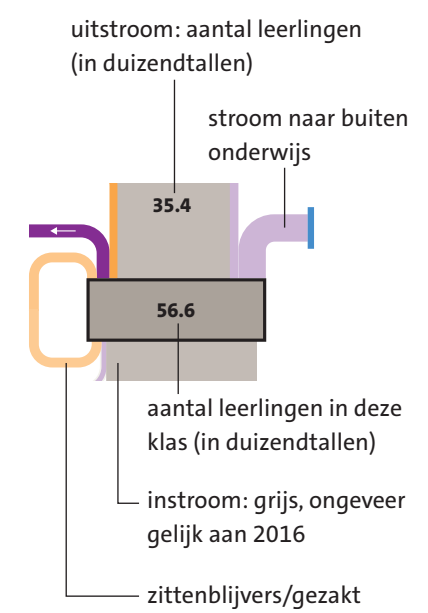 uitstroom: aantal leerlingen
(in duizendtallen)
stroom naar buiten
onderwijs
35.4
56.6
aantal leerlingen in deze
klas (in duizendtallen)
instroom: grijs, ongeveer
gelijk aan 2016
zittenblijvers/gezakt